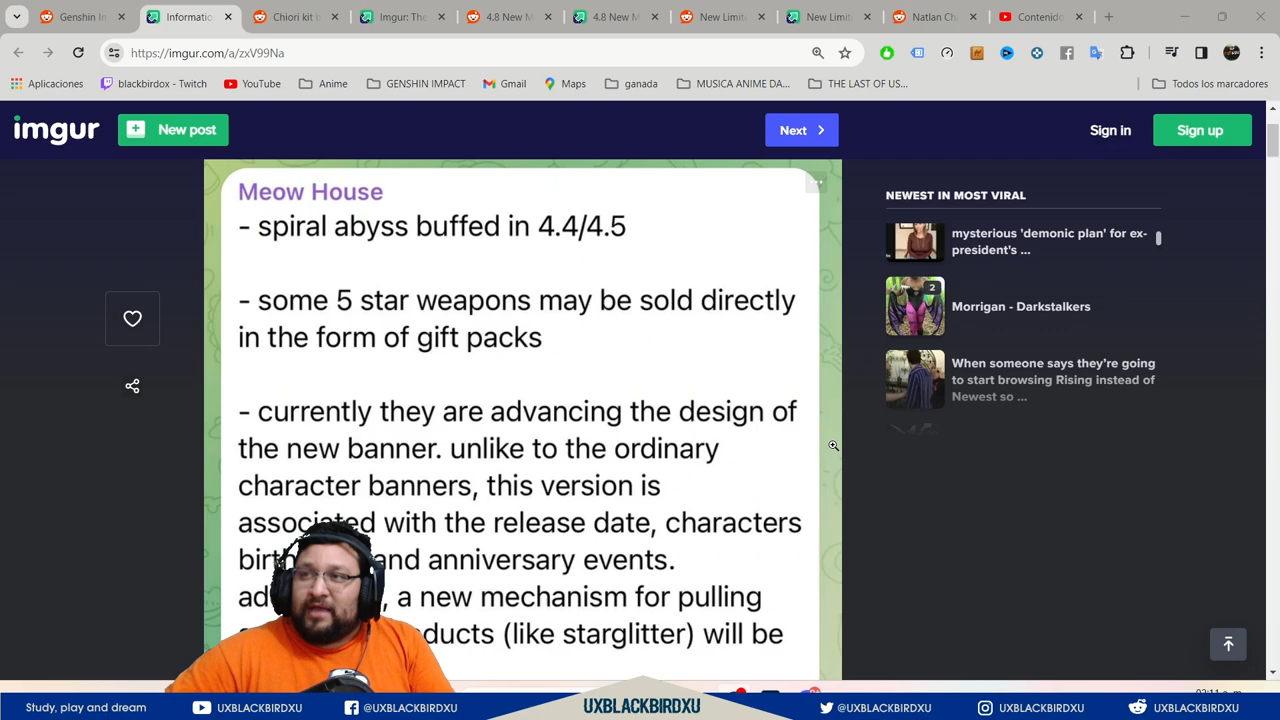 Genshin In
Informatio
Chiori kit b
Imgur: The
4.8 New M
4.8 New M
New Limite
New Limite
Natlan Cha
Contenido
https://imgur.com/a/zxV99Na
Aplicaciones
blackbirdox - Twitch
YouTube
Anime
GENSHIN IMPACT
Gmail
Maps
ganada
MUSICA ANIME DA...
THE LAST OF US...
Todos los marcadores
imgur
New post
Next
Sign in
Sign up
Meow House
- spiral abyss buffed in 4.4/4.5
- some 5 star weapons may be sold directly
in the form of gift packs
- currently they are advancing the design of
the new banner. unlike to the ordinary
character banners, this version is
associated with the release date, characters
and anniversary events.
, a new mechanism for pulling
(like starglitter) will be
NEWEST IN MOST VIRAL
mysterious 'demonic plan' for ex-
president's ...
2
Morrigan - Darkstalkers
When someone says they're going
to start browsing Rising instead of
Newest so ...
Study, play and dream
UXBLACKBIRDXU
@UXBLACKBIRDXU
UXBLACKBIRDXU
@UXBLACKBIRDXU
UXBLACKBIRDXU
UXBLACKBIRDXU